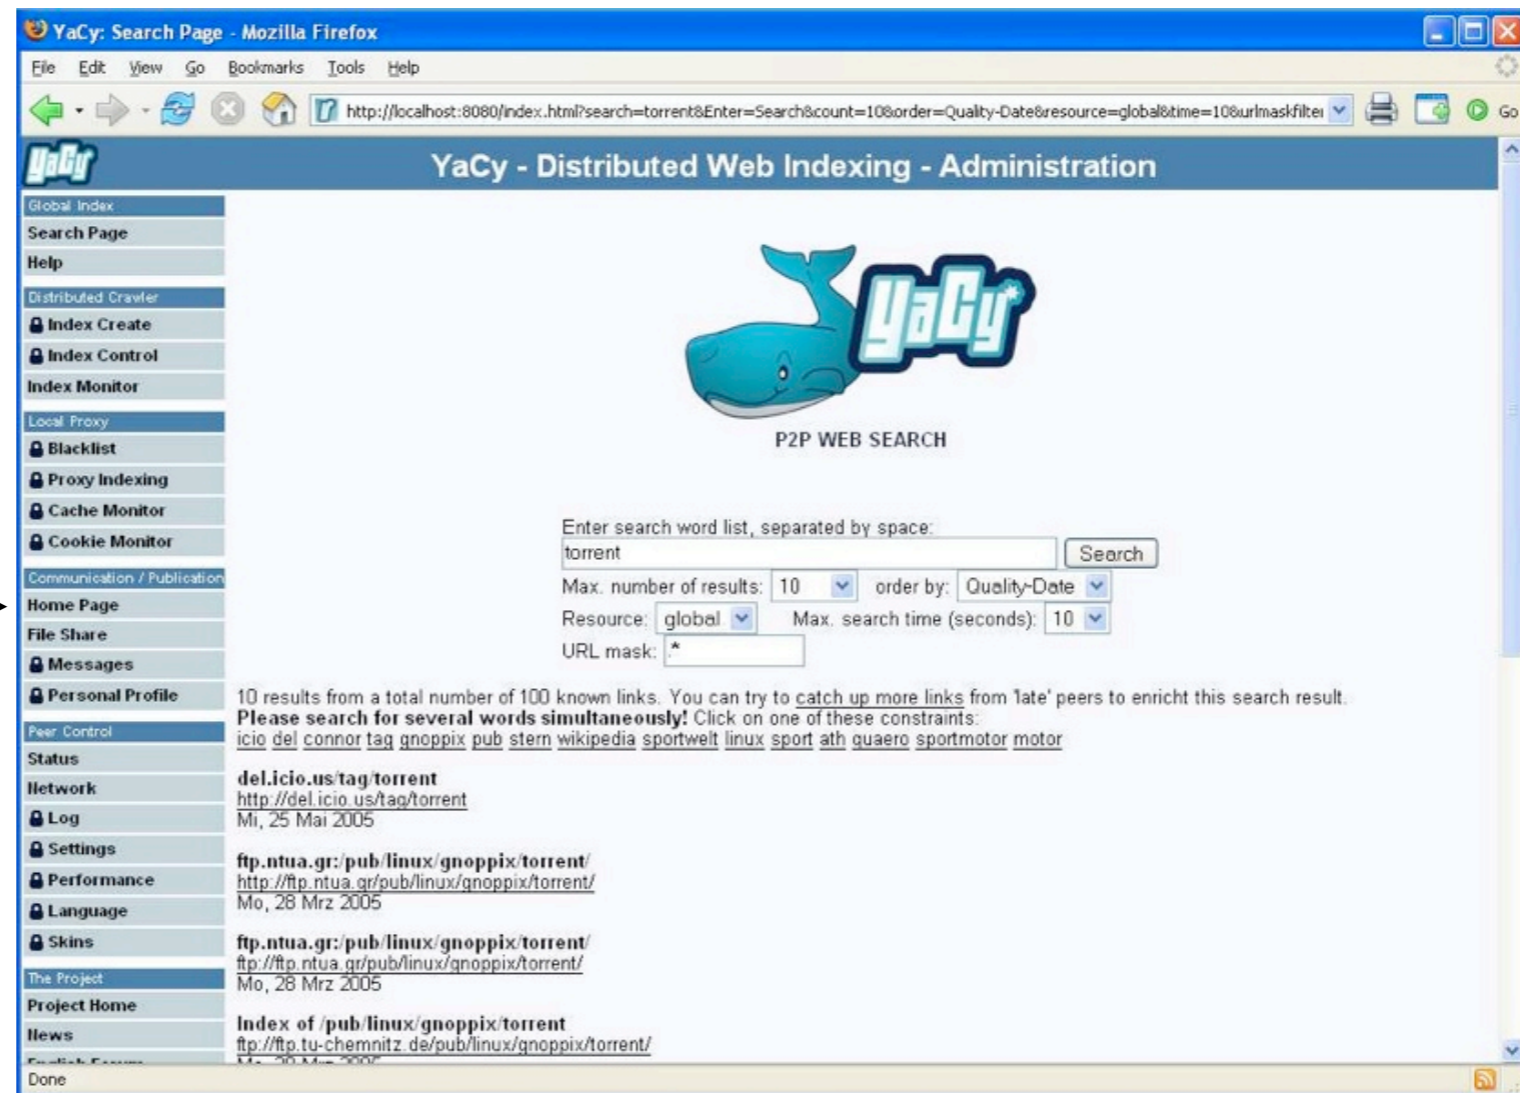 YaCy: Search Page - Mozilla Firefox
File Edit View Go Bookmarks Tools Help
http://localhost:8080/index.html?search=torrent&Enter=Search&count=10&order=Quality-Date&resource=global&time=10&urlmaskfilter
Go
YaCy
YaCy - Distributed Web Indexing - Administration
Global Index
Search Page
Help
Distributed Crawler
Index Create
Index Control
Index Monitor
Local Proxy
Blacklist
Proxy Indexing
Cache Monitor
Cookie Monitor
Communication / Publication
Home Page
File Share
Messages
Personal Profile
Peer Control
Status
Network
Log
Settings
Performance
Language
Skins
The Project
Project Home
News
English Forum
YaCy
P2P WEB SEARCH
Enter search word list, separated by space:
torrent Search
Max. number of results: 10 order by: Quality-Date
Resource: global Max. search time (seconds): 10
URL mask: .*
10 results from a total number of 100 known links. You can try to catch up more links from 'late' peers to enricht this search result.
Please search for several words simultaneously! Click on one of these constraints:
icio del connor tag gnoppix pub stern wikipedia sportwelt linux sport ath quaero sportmotor motor
del.icio.us/tag/torrent
http://del.icio.us/tag/torrent
Mi, 25 Mai 2005
ftp.ntua.gr:/pub/linux/gnoppix/torrent/
http://ftp.ntua.gr/pub/linux/gnoppix/torrent/
Mo, 28 Mrz 2005
ftp.ntua.gr:/pub/linux/gnoppix/torrent/
ftp://ftp.ntua.gr/pub/linux/gnoppix/torrent/
Mo, 28 Mrz 2005
Index of /pub/linux/gnoppix/torrent
ftp://ftp.tu-chemnitz.de/pub/linux/gnoppix/torrent/
Done